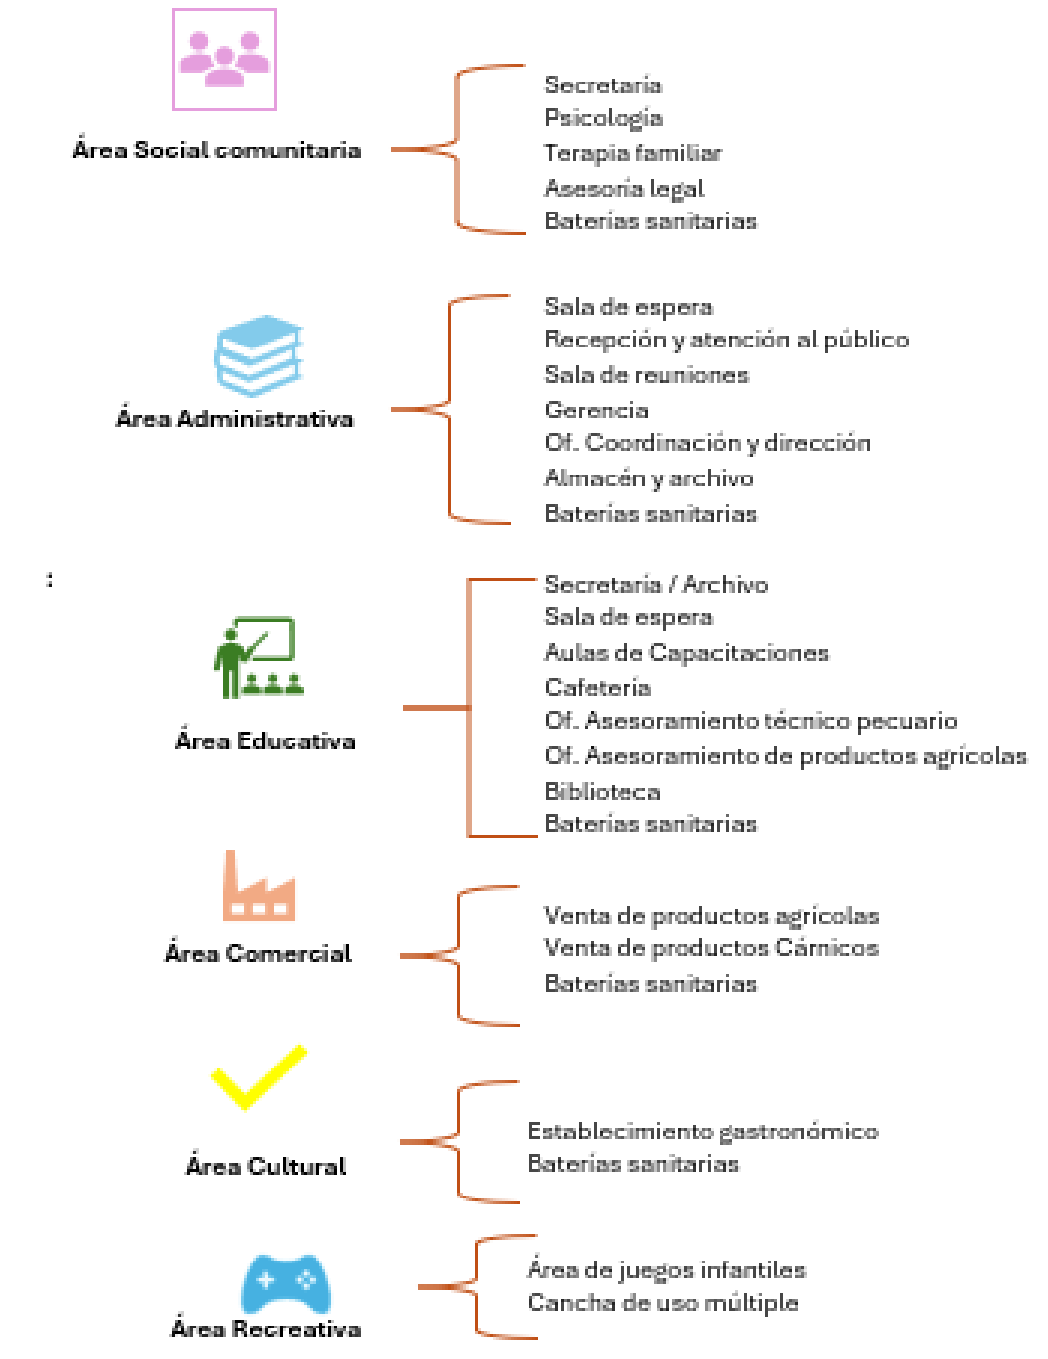 Área Social comunitaria
Secretaría
Psicología
Terapia familiar
Asesoria legal
Baterías sanitarias
Área Administrativa
Sala de espera
Recepción y atención al público
Sala de reuniones
Gerencia
Of. Coordinación y dirección
Almacén y archivo
Baterías sanitarias
:
Área Educativa
Secretaría / Archivo
Sala de espera
Aulas de Capacitaciones
Cafetería
Of. Asesoramiento técnico pecuario
Of. Asesoramiento de productos agrícolas
Biblioteca
Baterías sanitarias
Área Comercial
Venta de productos agrícolas
Venta de productos Cárnicos
Baterías sanitarias
Área Cultural
Establecimiento gastronómico
Baterías sanitarias
Área Recreativa
Área de juegos infantiles
Cancha de uso múltiple